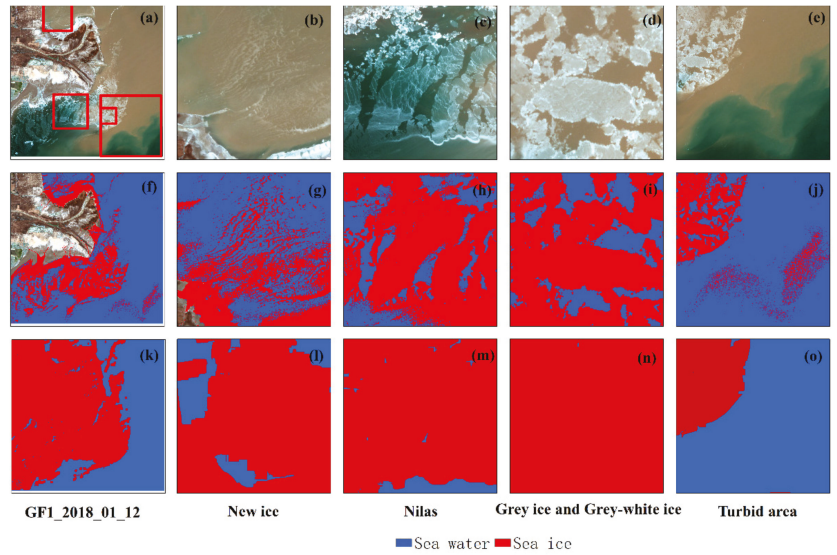 (a) (b) (c) (d) (e)
(f) (g) (h) (i) (j)
(k) (l) (m) (n) (o)
GF1_2018_01_12 New ice Nilas Grey ice and Grey-white ice Turbid area
Sea water Sea ice